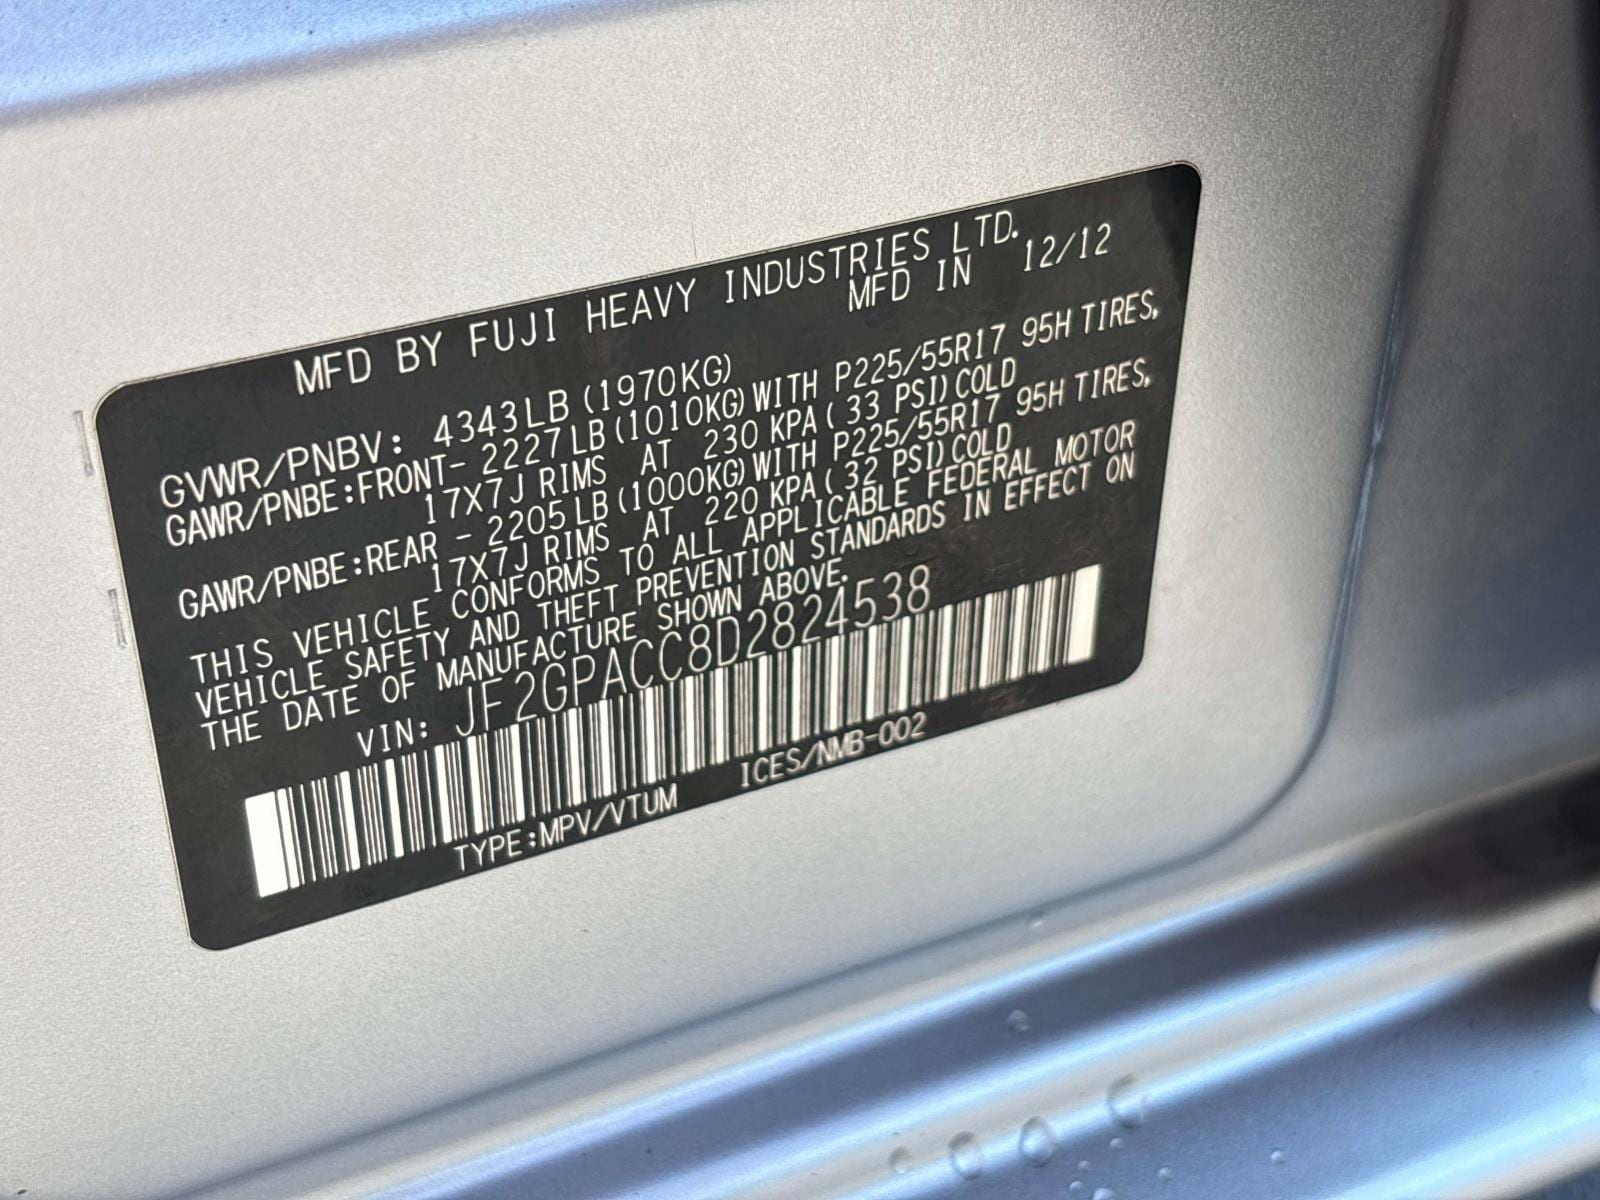 MFD BY FUJI HEAVY INDUSTRIES LTD.
MFD IN 12/12
GVWR/PNBV: 4343LB (1970KG)
GAWR/PNBE:FRONT- 2227LB (1010KG) WITH P225/55R17 95H TIRES,
17X7J RIMS AT 230 KPA( 33 PSI) COLD
GAWR/PNBE:REAR - 2205LB (1000KG) WITH P225/55R17 95H TIRES,
17X7J RIMS AT 220 KPA( 32 PSI) COLD
THIS VEHICLE CONFORMS TO ALL APPLICABLE FEDERAL MOTOR
VEHICLE SAFETY AND THEFT PREVENTION STANDARDS IN EFFECT ON
THE DATE OF MANUFACTURE SHOWN ABOVE.
VIN: JF2GPACC8D2824538
TYPE:MPV/VTUM ICES/NMB-002